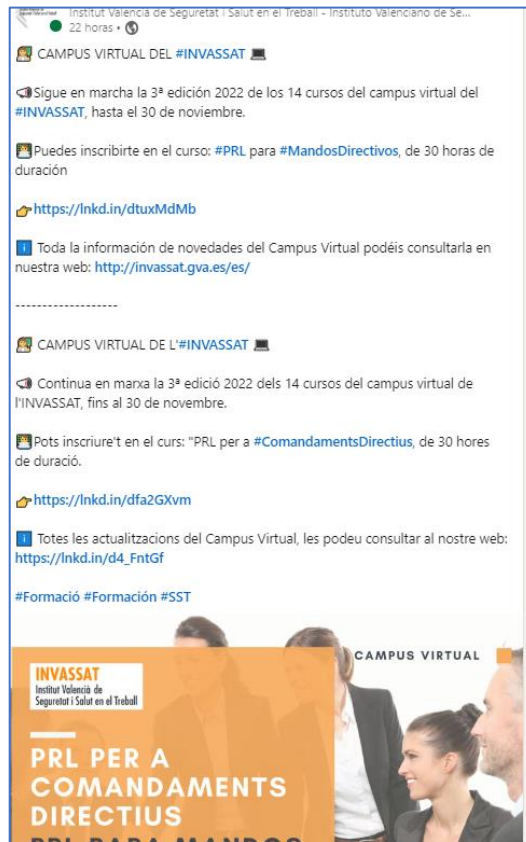 Institut Valencià de Seguretat i Salut en el Treball - Instituto Valenciano de Se...
22 horas •
CAMPUS VIRTUAL DEL #INVASSAT
Sigue en marcha la 3ª edición 2022 de los 14 cursos del campus virtual del
#INVASSAT, hasta el 30 de noviembre.
Puedes inscribirte en el curso: #PRL para #MandosDirectivos, de 30 horas de
duración
https://lnkd.in/dtuxMdMb
Toda la información de novedades del Campus Virtual podéis consultarla en
nuestra web: http://invassat.gva.es/es/
-------------------
CAMPUS VIRTUAL DE L'#INVASSAT
Continua en marxa la 3ª edició 2022 dels 14 cursos del campus virtual de
l'INVASSAT, fins al 30 de novembre.
Pots inscriure't en el curs: "PRL per a #ComandamentsDirectius, de 30 hores
de duració.
https://lnkd.in/dfa2GXvm
Totes les actualitzacions del Campus Virtual, les podeu consultar al nostre web:
https://lnkd.in/d4_FntGf
#Formació #Formación #SST
CAMPUS VIRTUAL
INVASSAT
Institut Valencià de
Seguretat i Salut en el Treball
PRL PER A
COMANDAMENTS
DIRECTIUS
PRL PARA MANDOS